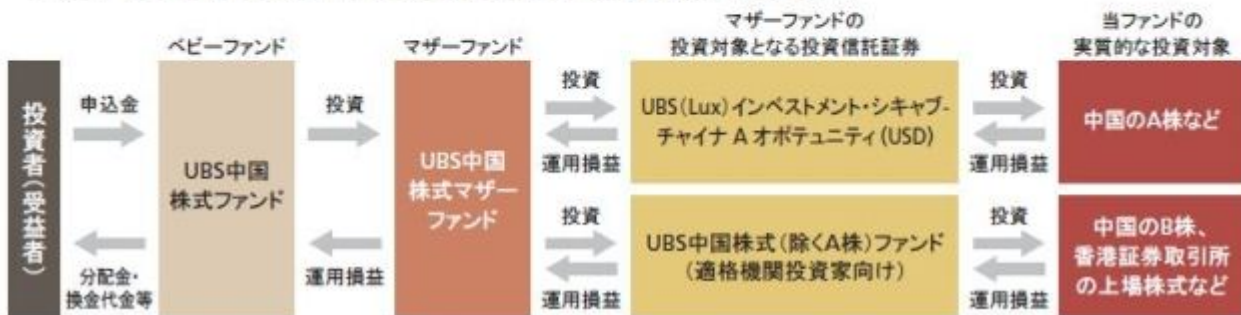 ベビーファンド
マザーファンド
マザーファンドの
投資対象となる投資信託証券
当ファンドの
実質的な投資対象
投資者(受益者)
申込金
分配金・
換金代金等
UBS中国
株式ファンド
投資
運用損益
UBS中国
株式マザー
ファンド
投資
運用損益
UBS(Lux)インベストメント・シキャブ-
チャイナ A オポテュニティ(USD)
投資
運用損益
中国のA株など
投資
運用損益
UBS中国株式(除くA株)ファンド
(適格機関投資家向け)
投資
運用損益
中国のB株、
香港証券取引所
の上場株式など